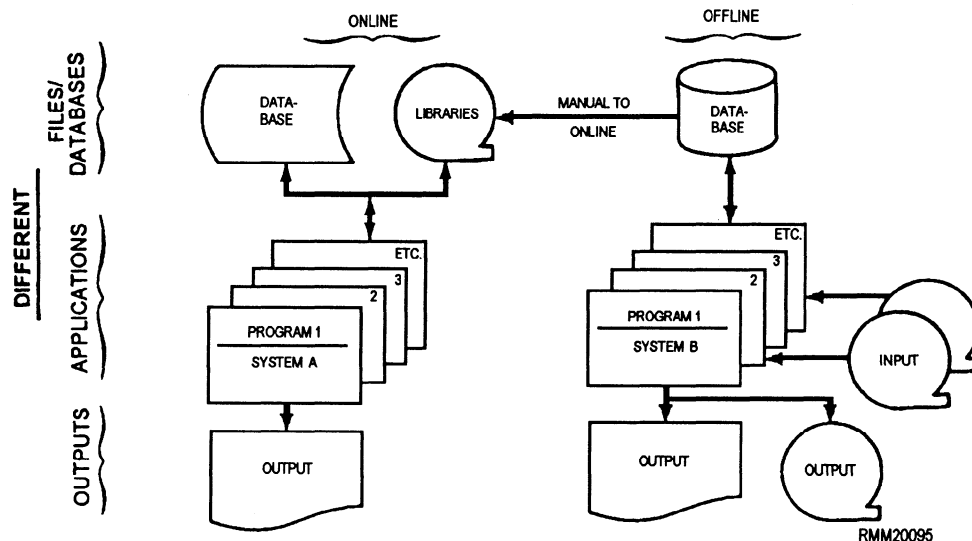 ONLINE
OFFLINE
DIFFERENT
FILES/
DATABASES
DATA-
BASE
LIBRARIES
MANUAL TO
ONLINE
DATA-
BASE
APPLICATIONS
ETC.
3
2
PROGRAM 1
SYSTEM A
ETC.
3
2
PROGRAM 1
SYSTEM B
INPUT
OUTPUTS
OUTPUT
OUTPUT
OUTPUT
RMM20095